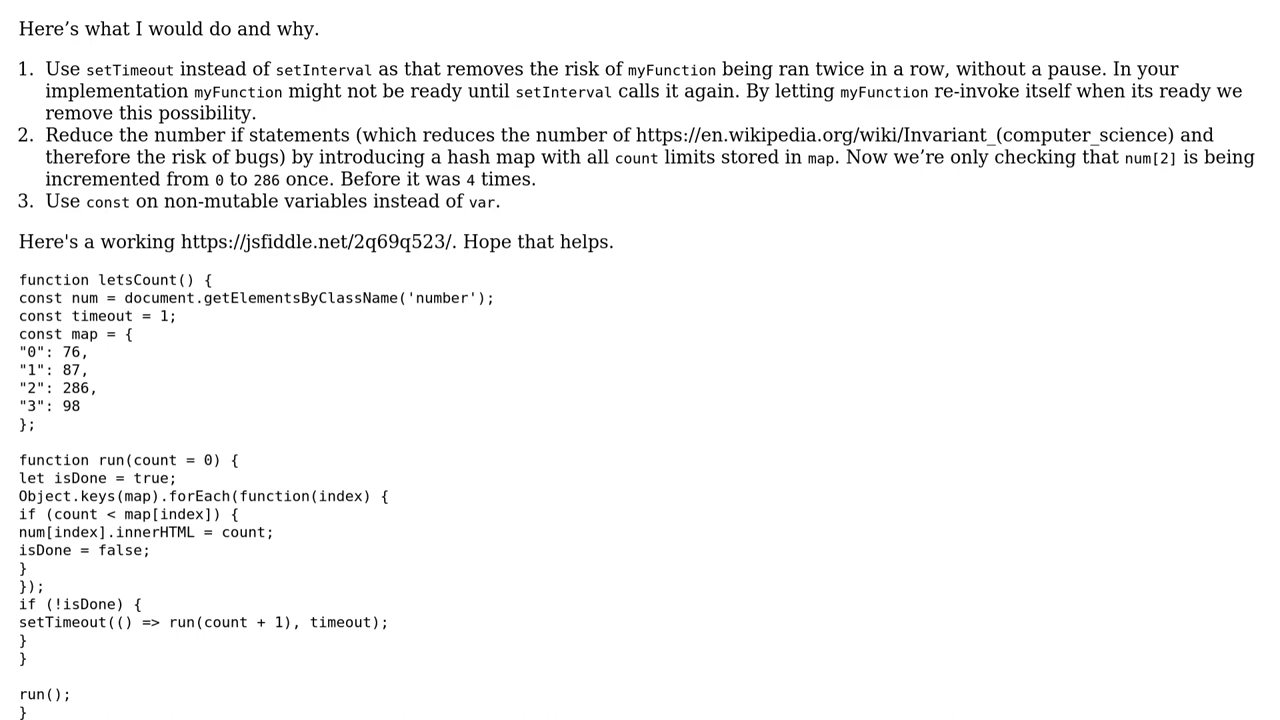 Here’s what I would do and why.
1. Use setTimeout instead of setInterval as that removes the risk of myFunction being ran twice in a row, without a pause. In your
implementation myFunction might not be ready until setInterval calls it again. By letting myFunction re-invoke itself when its ready we
remove this possibility.
2. Reduce the number if statements (which reduces the number of https://en.wikipedia.org/wiki/Invariant_(computer_science) and
therefore the risk of bugs) by introducing a hash map with all count limits stored in map. Now we’re only checking that num[2] is being
incremented from 0 to 286 once. Before it was 4 times.
3. Use const on non-mutable variables instead of var.
Here's a working https://jsfiddle.net/2q69q523/. Hope that helps.
function letsCount() {
const num = document.getElementsByClassName('number');
const timeout = 1;
const map = {
"0": 76,
"1": 87,
"2": 286,
"3": 98
};
function run(count = 0) {
let isDone = true;
Object.keys(map).forEach(function(index) {
if (count < map[index]) {
num[index].innerHTML = count;
isDone = false;
}
});
if (!isDone) {
setTimeout(() => run(count + 1), timeout);
}
}
run();
}